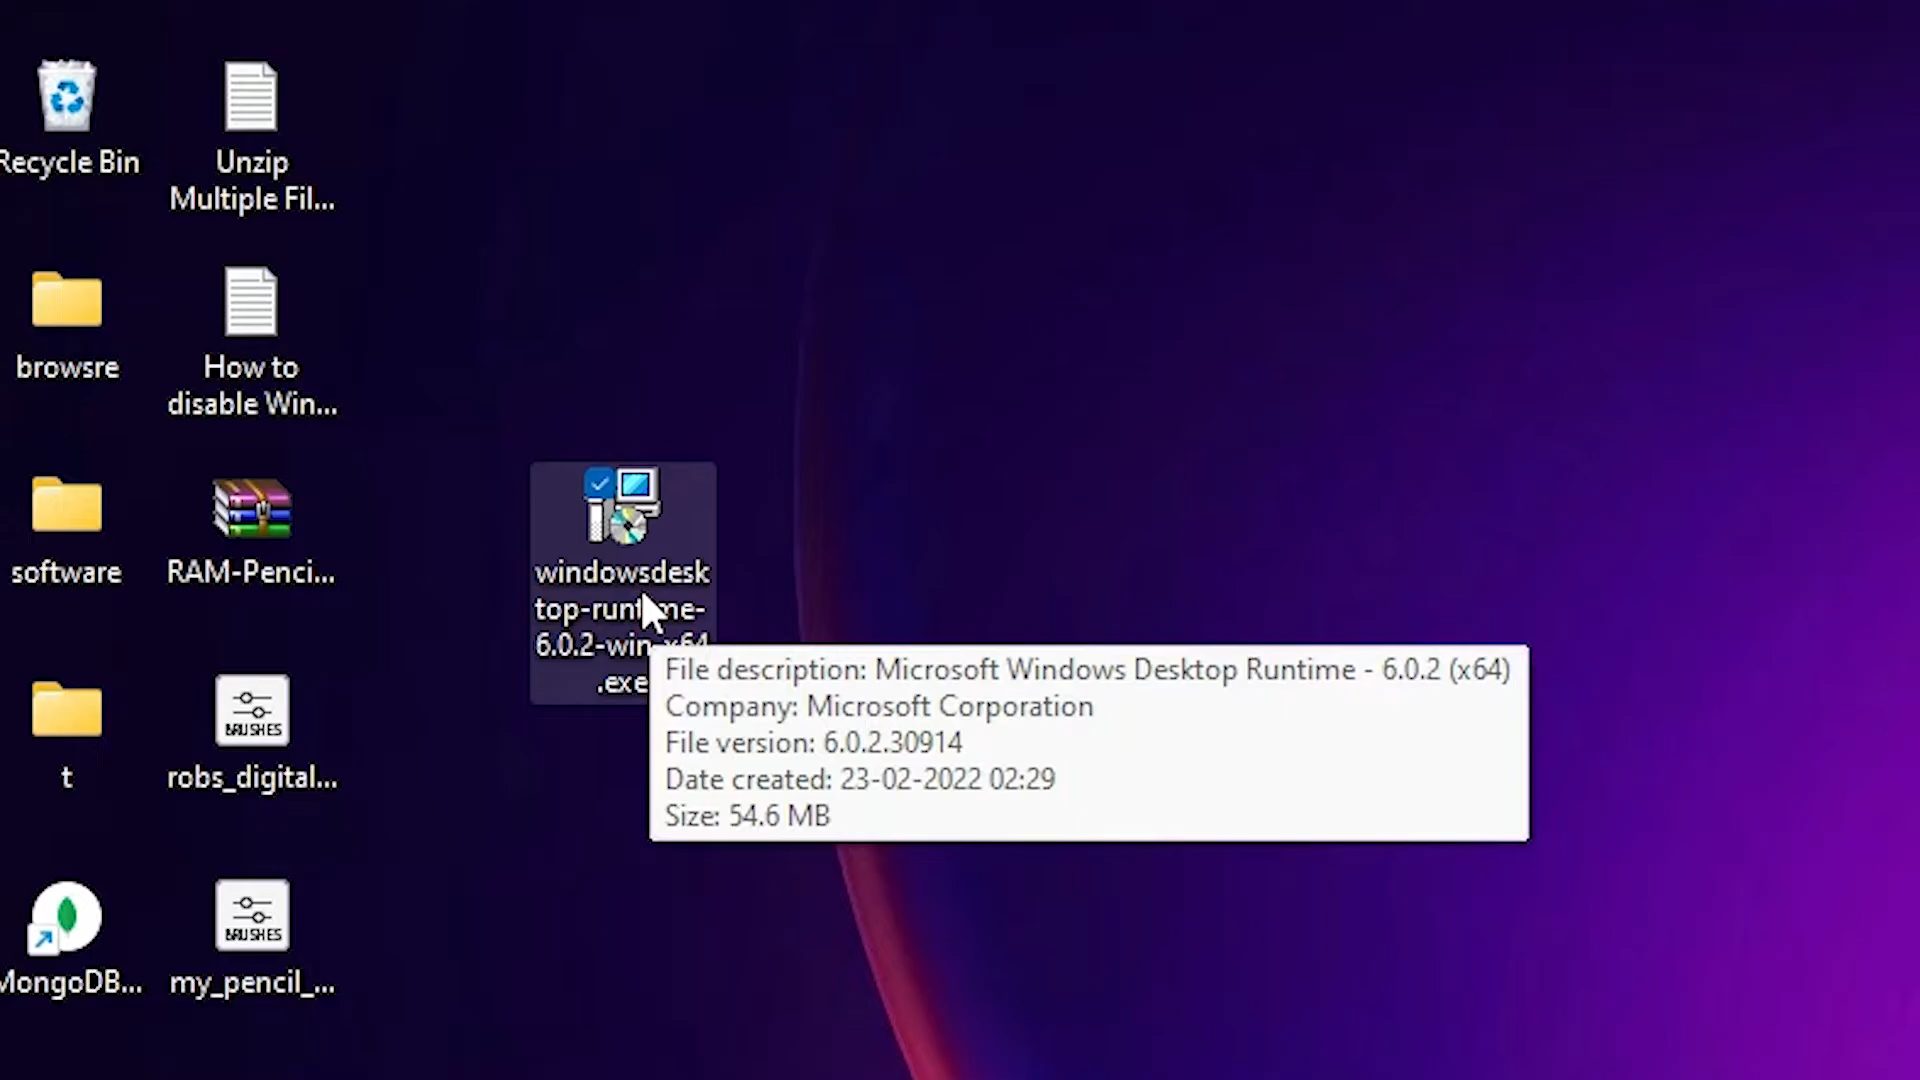 Recycle Bin
Unzip
Multiple Fil...
browsre
How to
disable Win...
software
RAM-Penci...
t
BRUSHES
robs_digital...
MongoDB...
BRUSHES
my_pencil_...
windowsdesk
top-runtime-
6.0.2-win-x64
.exe
File description: Microsoft Windows Desktop Runtime - 6.0.2 (x64)
Company: Microsoft Corporation
File version: 6.0.2.30914
Date created: 23-02-2022 02:29
Size: 54.6 MB